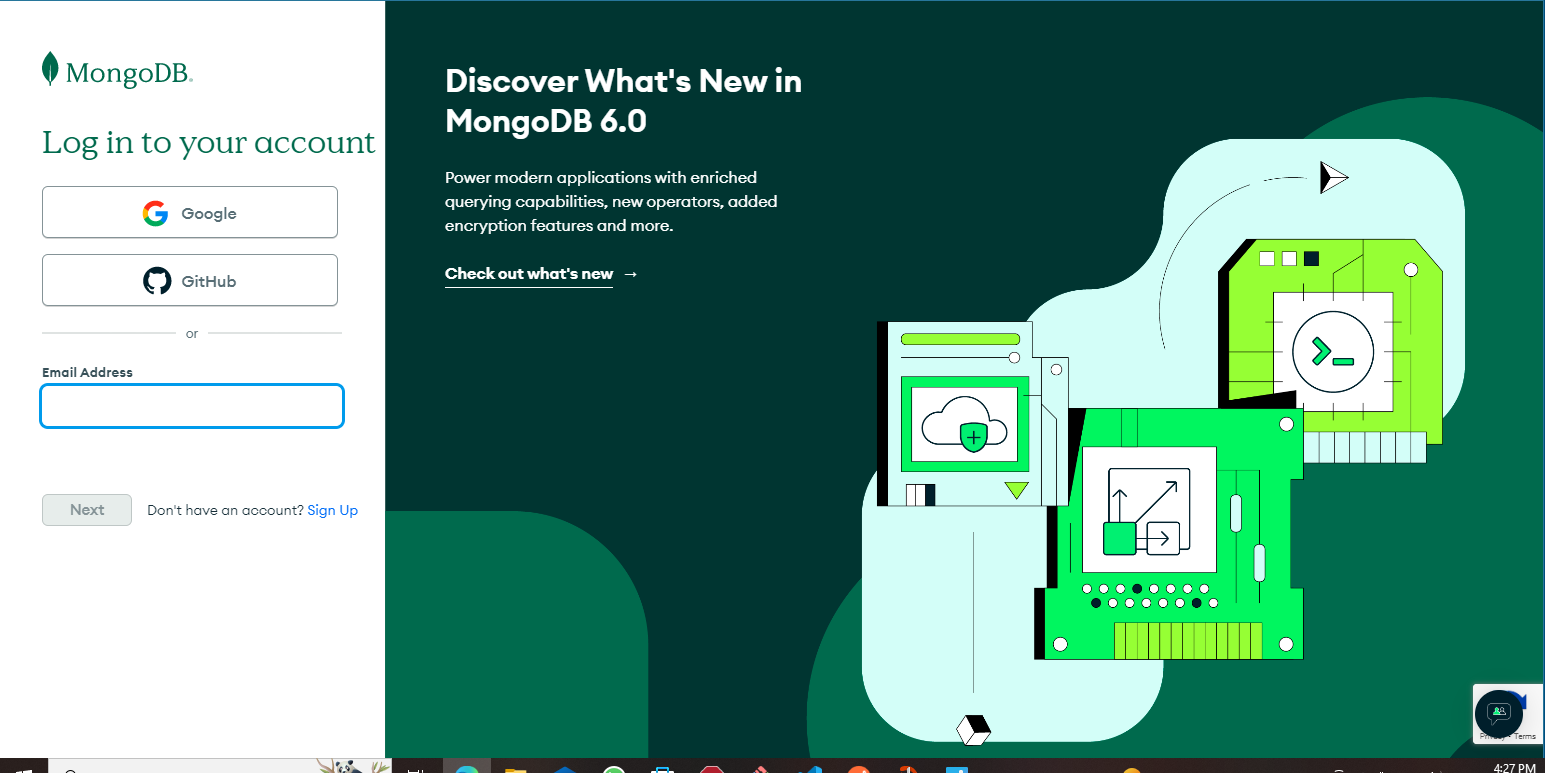 MongoDB.
Log in to your account
Google
GitHub
or
Email Address
Next
Don't have an account? Sign Up
Discover What's New in
MongoDB 6.0
Power modern applications with enriched
querying capabilities, new operators, added
encryption features and more.
Check out what's new →
Privacy - Terms
4:27 PM